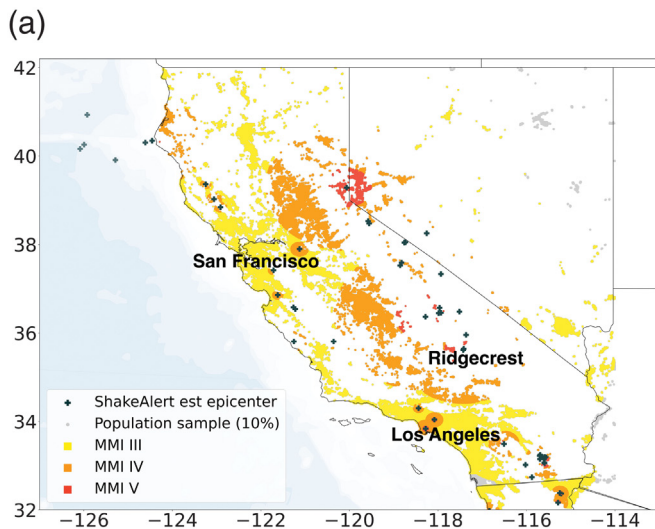 (a)
42
40
38
36
34
32
San Francisco
Ridgecrest
Los Angeles
ShakeAlert est epicenter
Population sample (10%)
MMI III
MMI IV
MMI V
−126 −124 −122 −120 −118 −116 −114